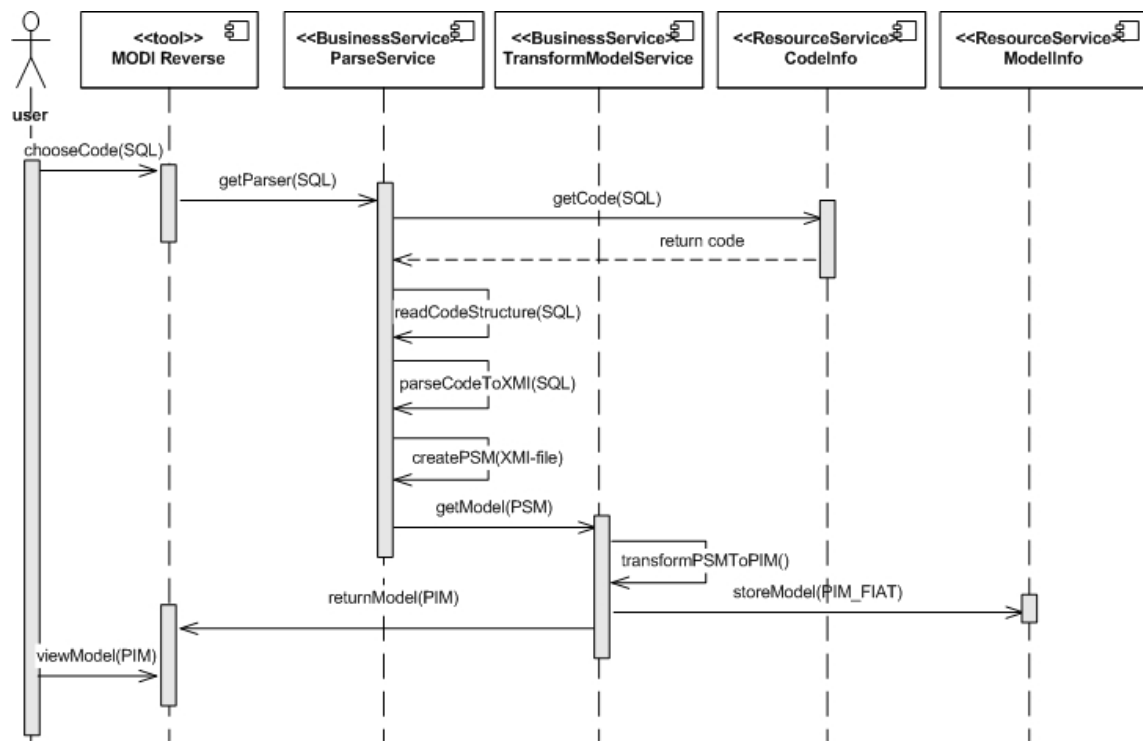 <<tool>>
MODI Reverse
<<BusinessService<
ParseService
<<BusinessService>
TransformModelService
<<ResourceService>
CodeInfo
<<ResourceService>
ModelInfo
user
chooseCode(SQL)
getParser(SQL)
getCode(SQL)
return code
readCodeStructure(SQL)
parseCodeToXMI(SQL)
createPSM(XMI-file)
getModel(PSM)
transformPSMToPIM()
returnModel(PIM)
storeModel(PIM_FIAT)
viewModel(PIM)